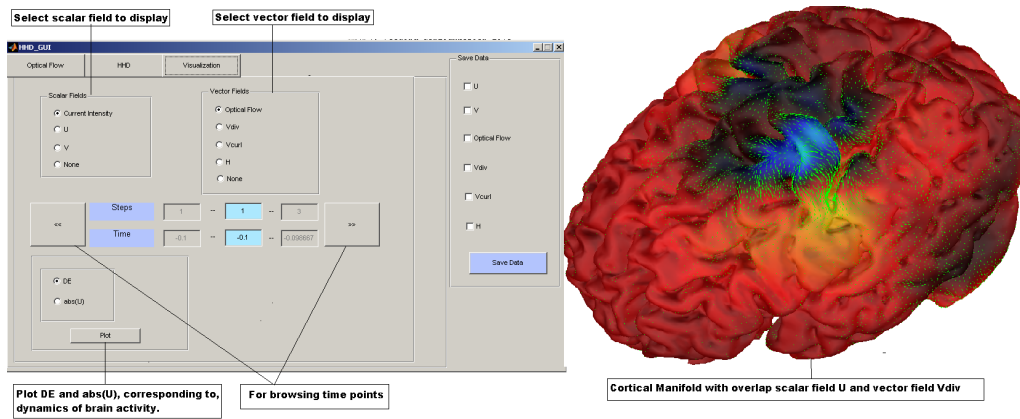 Select scalar field to display
Select vector field to display
HHD_GUI
Optical Flow
HHD
Visualization
Scalar Fields
Current Intensity
U
V
None
Vector Fields
Optical Flow
Vdiv
Vcurl
H
None
Save Data
U
V
Optical Flow
Vdiv
Vcurl
H
Save Data
<<
Steps
1 -- 1 -- 3
Time
-0.1 -- -0.1 -- -0.098667
>>
DE
abs(U)
Plot
Plot DE and abs(U), corresponding to,
dynamics of brain activity.
For browsing time points
Cortical Manifold with overlap scalar field U and vector field Vdiv